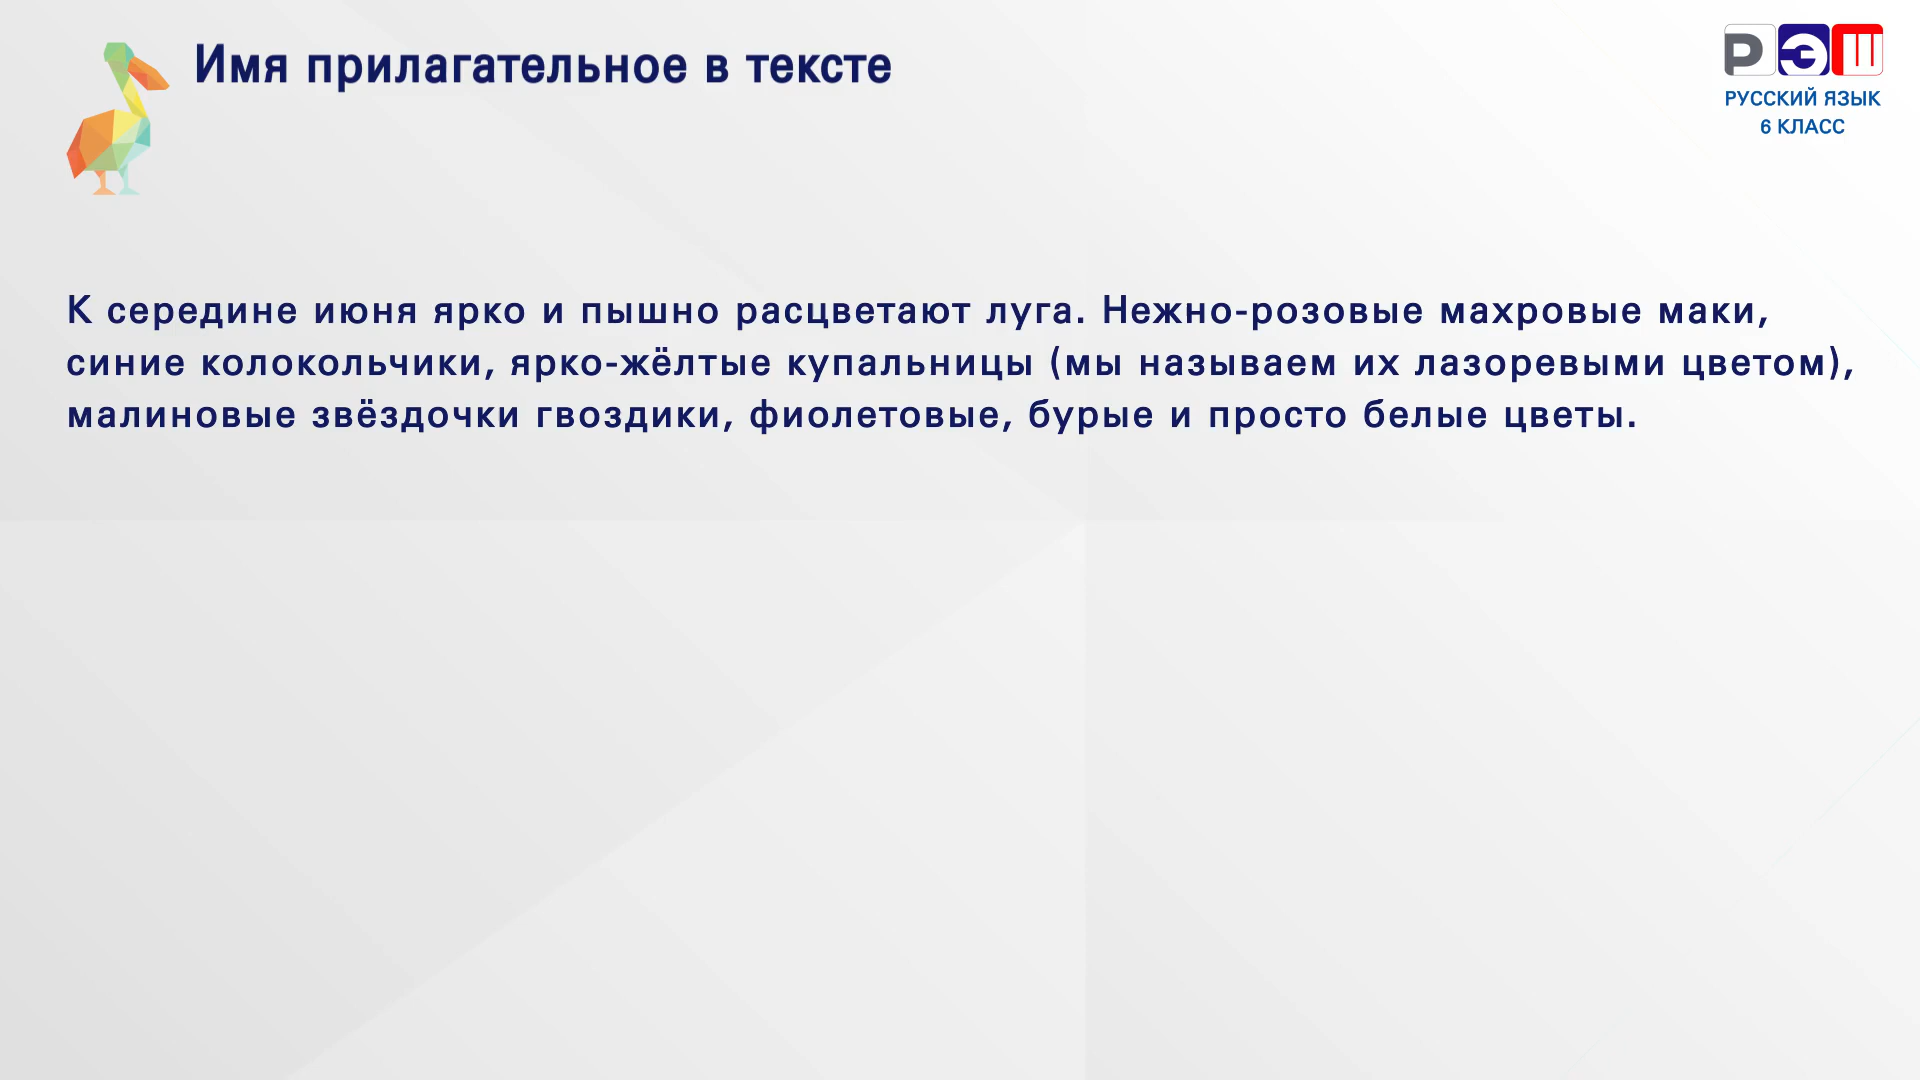 Имя прилагательное в тексте
РЭШ
РУССКИЙ ЯЗЫК
6 КЛАСС
К середине июня ярко и пышно расцветают луга. Нежно-розовые махровые маки,
синие колокольчики, ярко-жёлтые купальницы (мы называем их лазоревыми цветом),
малиновые звёздочки гвоздики, фиолетовые, бурые и просто белые цветы.